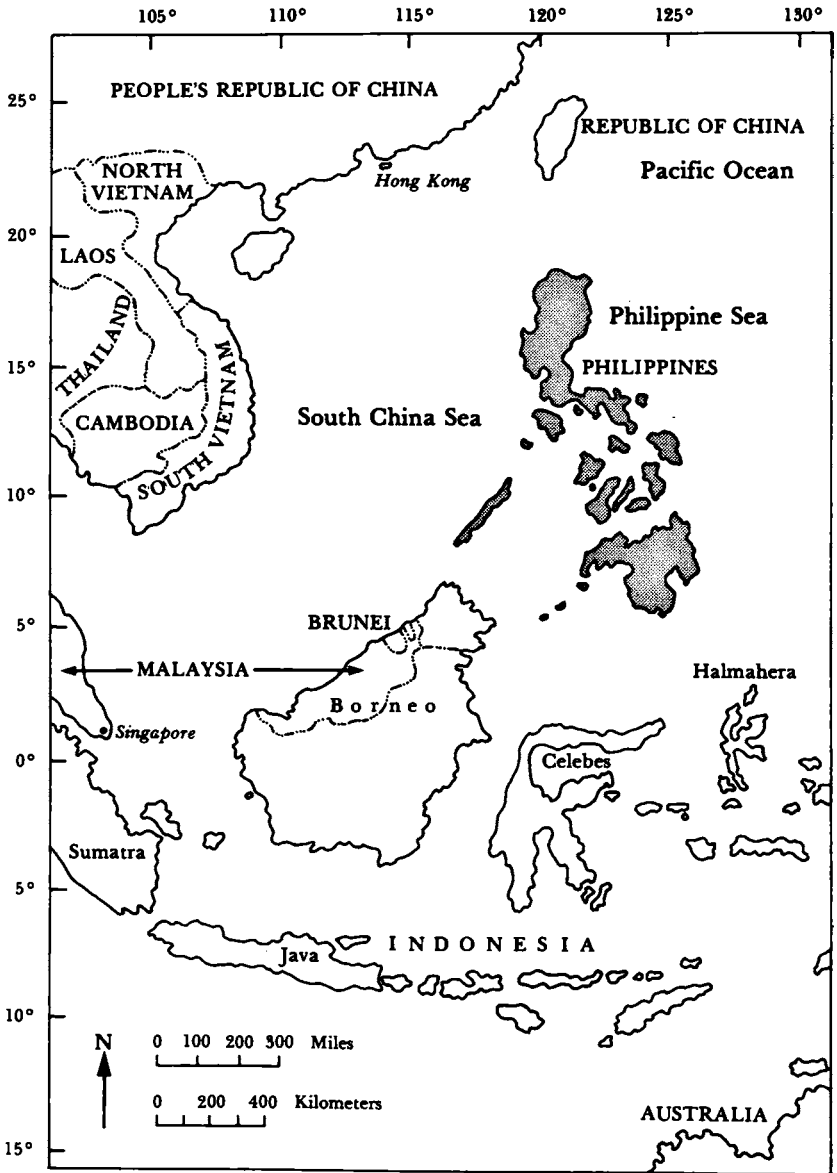 105° 110° 115° 120° 125° 130°
25°
PEOPLE'S REPUBLIC OF CHINA
REPUBLIC OF CHINA
NORTH
VIETNAM
Hong Kong
Pacific Ocean
20°
LAOS
THAILAND
Philippine Sea
PHILIPPINES
15°
CAMBODIA
SOUTH VIETNAM
South China Sea
10°
5°
BRUNEI
MALAYSIA
Halmahera
Borneo
Singapore
0°
Celebes
Sumatra
5°
INDONESIA
Java
10°
N
0 100 200 300 Miles
0 200 400 Kilometers
AUSTRALIA
15°